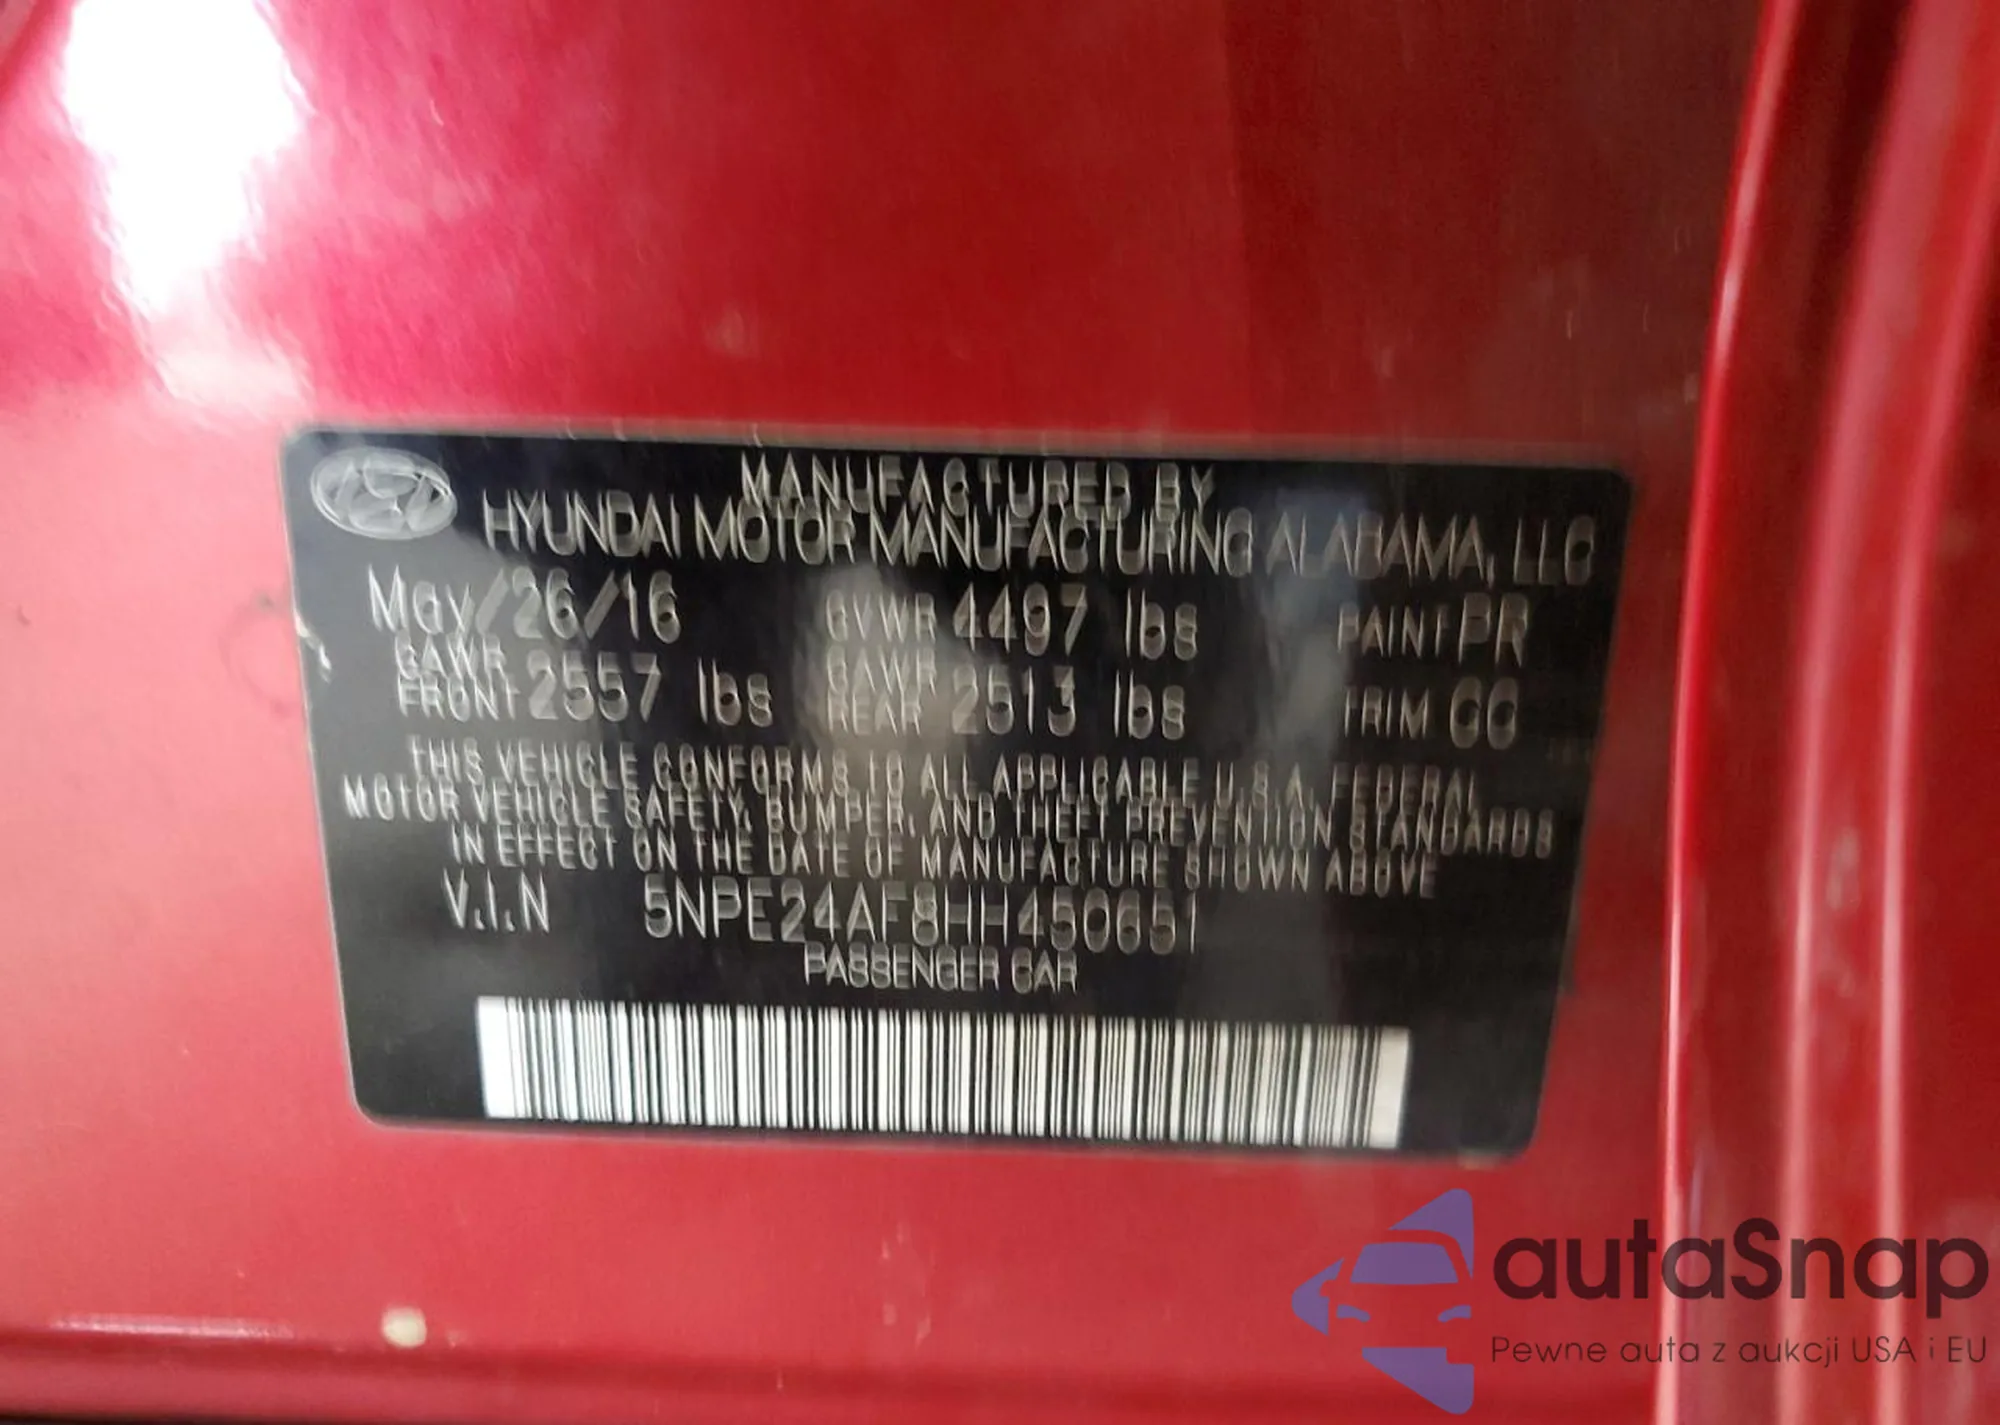 MANUFACTURED BY
HYUNDAI MOTOR MANUFACTURING ALABAMA, LLC
May/26/16 GVWR 4497 lbs PAINT PR
GAWR FRONT 2557 lbs GAWR REAR 2513 lbs TRIM
THIS VEHICLE CONFORMS TO ALL APPLICABLE U.S.A. FEDERAL
MOTOR VEHICLE SAFETY, BUMPER, AND THEFT PREVENTION STANDARDS
IN EFFECT ON THE DATE OF MANUFACTURE SHOWN ABOVE
V.I.N 5NPE24AF8HH450651
PASSENGER CAR
autaSnap
Pewne auta z aukcji USA i EU